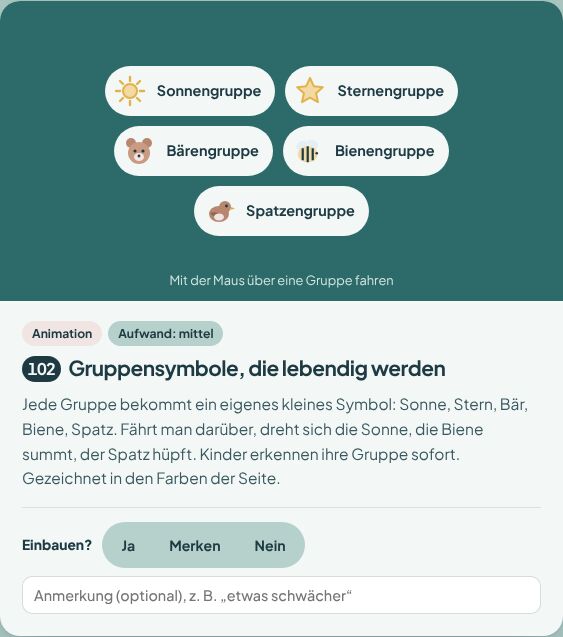 Sonnengruppe
Sternengruppe
Bärengruppe
Bienengruppe
Spatzengruppe
Mit der Maus über eine Gruppe fahren
Animation
Aufwand: mittel
102 Gruppensymbole, die lebendig werden
Jede Gruppe bekommt ein eigenes kleines Symbol: Sonne, Stern, Bär,
Biene, Spatz. Fährt man darüber, dreht sich die Sonne, die Biene
summt, der Spatz hüpft. Kinder erkennen ihre Gruppe sofort.
Gezeichnet in den Farben der Seite.
Einbauen? Ja Merken Nein
Anmerkung (optional), z. B. „etwas schwächer“